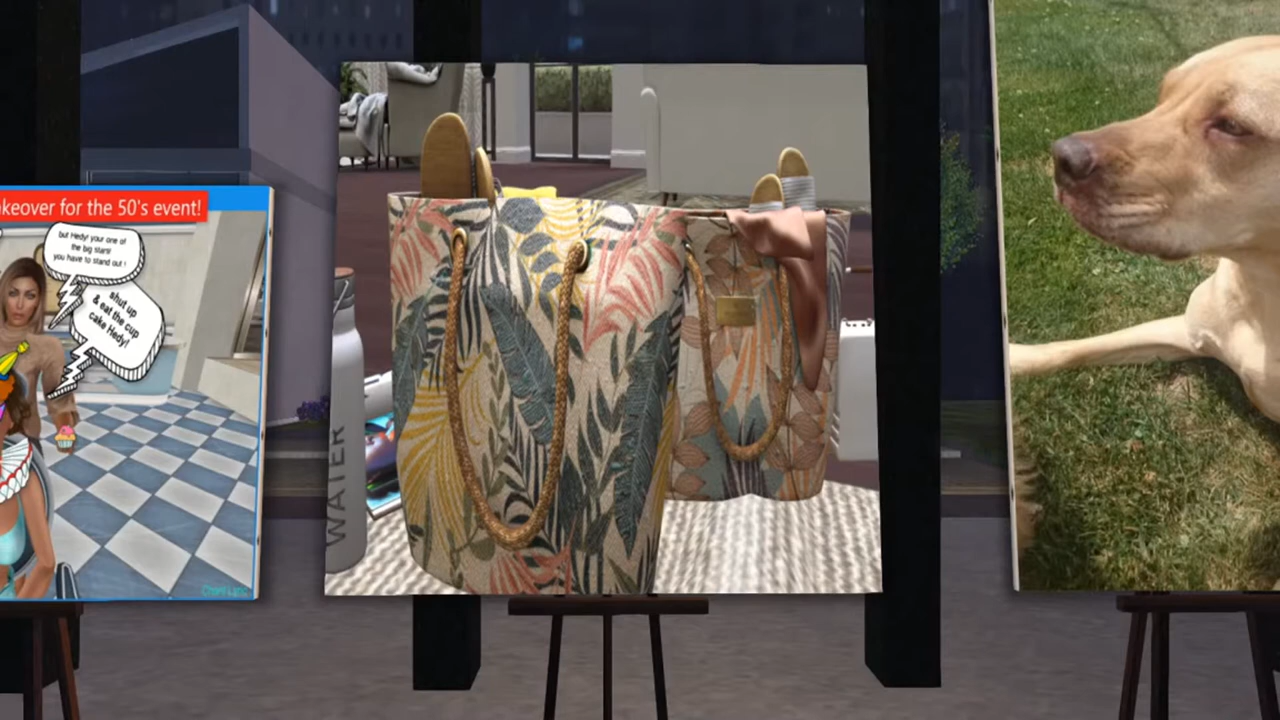 keover for the 50's event!
but Hedy! your one of
the big stars!
you have to stand out !
shut up
& eat the cup
cake Hedy!
WATER